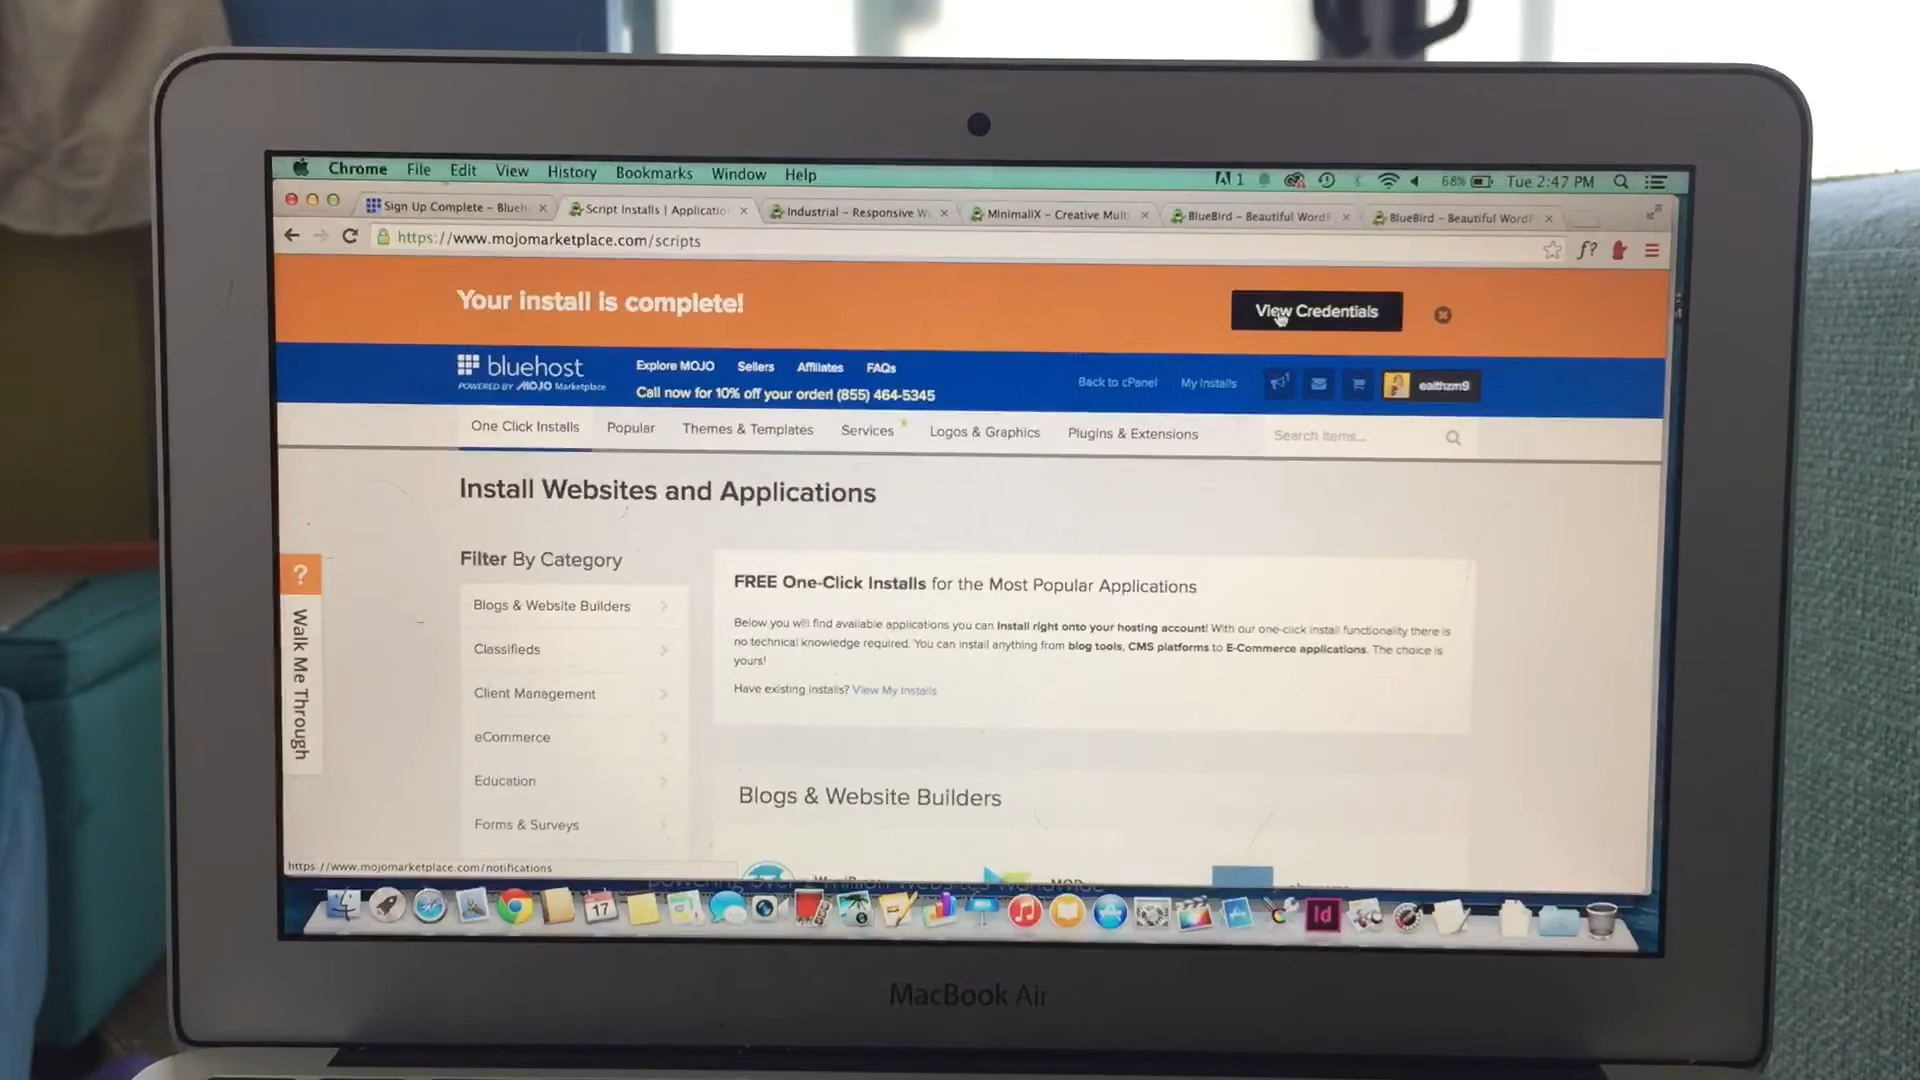 Chrome File Edit View History Bookmarks Window Help 1 68% Tue 2:47 PM
Sign Up Complete – Blueh Script Installs | Applicatio Industrial – Responsive W MinimaliX – Creative Multi BlueBird – Beautiful WordP BlueBird – Beautiful WordP
https://www.mojomarketplace.com/scripts f?
Your install is complete! View Credentials
bluehost
POWERED BY MOJO Marketplace
Explore MOJO Sellers Affiliates FAQs
Call now for 10% off your order! (855) 464-5345
Back to cPanel My Installs 1 ealthzm9
One Click Installs Popular Themes & Templates Services * Logos & Graphics Plugins & Extensions Search items...
Install Websites and Applications
Filter By Category
Blogs & Website Builders
Classifieds
Client Management
eCommerce
Education
Forms & Surveys
? Walk Me Through
FREE One-Click Installs for the Most Popular Applications
Below you will find available applications you can install right onto your hosting account! With our one-click install functionality there is
no technical knowledge required. You can install anything from blog tools, CMS platforms to E-Commerce applications. The choice is
yours!
Have existing installs? View My Installs
Blogs & Website Builders
https://www.mojomarketplace.com/notifications
17
Id
MacBook Air